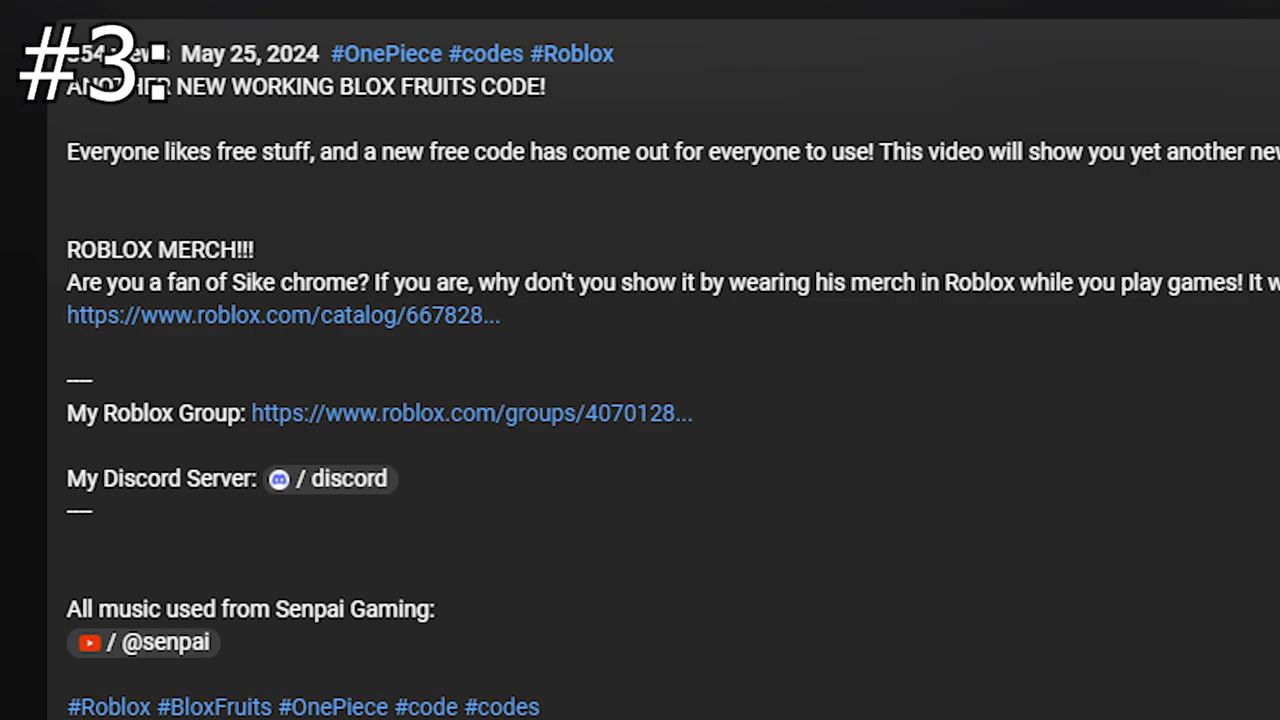 #3:
May 25, 2024 #OnePiece #codes #Roblox
ANOTHER NEW WORKING BLOX FRUITS CODE!
Everyone likes free stuff, and a new free code has come out for everyone to use! This video will show you yet another
ROBLOX MERCH!!!
Are you a fan of Sike chrome? If you are, why don't you show it by wearing his merch in Roblox while you play games! It
https://www.roblox.com/catalog/667828...
—
My Roblox Group: https://www.roblox.com/groups/4070128...
My Discord Server: / discord
—
All music used from Senpai Gaming:
/ @senpai
#Roblox #BloxFruits #OnePiece #code #codes